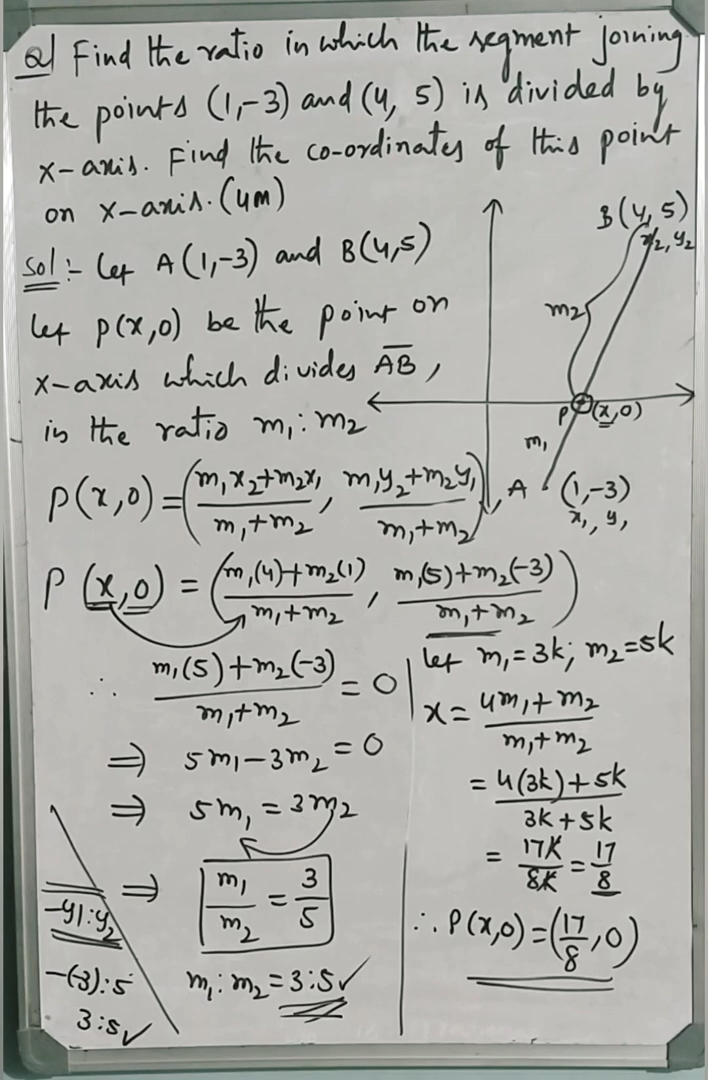 Q) Find the ratio in which the segment joining
the points (1,-3) and (4, 5) is divided by
x-axis. Find the co-ordinates of this point
on x-axis. (4M)
Sol:- Let A(1,-3) and B(4,5)
Let P(x,0) be the point on
x-axis which divides A̅B̅,
in the ratio m₁:m₂
B(4,5)
x₂, y₂
m₂
P (x,0)
m₁
A (1,-3)
x₁, y₁
P(x,0) = ((m₁x₂+m₂x₁)/(m₁+m₂), (m₁y₂+m₂y₁)/(m₁+m₂))
P (x,0) = ((m₁(4)+m₂(1))/(m₁+m₂), (m₁(5)+m₂(-3))/(m₁+m₂))
∴ (m₁(5)+m₂(-3))/(m₁+m₂) = 0
⇒ 5m₁-3m₂ = 0
⇒ 5m₁ = 3m₂
⇒ m₁/m₂ = 3/5
m₁:m₂ = 3:5 ✓
-y₁:y₂
-(-3):5
3:5 ✓
Let m₁=3k; m₂=5k
x = (4m₁+m₂)/(m₁+m₂)
= (4(3k)+5k)/(3k+5k)
= 17k/8k = 17/8
∴ P(x,0) = (17/8, 0)